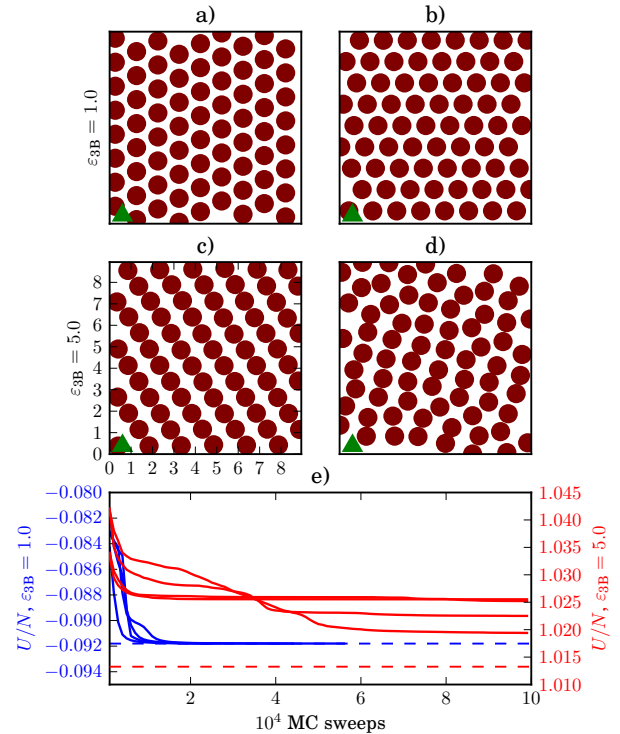 a) b)
ε3B = 1.0
c) d)
ε3B = 5.0
8
7
6
5
4
3
2
1
0
0 1 2 3 4 5 6 7 8
e)
−0.080 1.045
−0.082 1.040
−0.084 1.035
−0.086 1.030
−0.088 1.025
−0.090 1.020
−0.092 1.015
−0.094 1.010
U/N, ε3B = 1.0
U/N, ε3B = 5.0
2 4 6 8 10
10⁴ MC sweeps